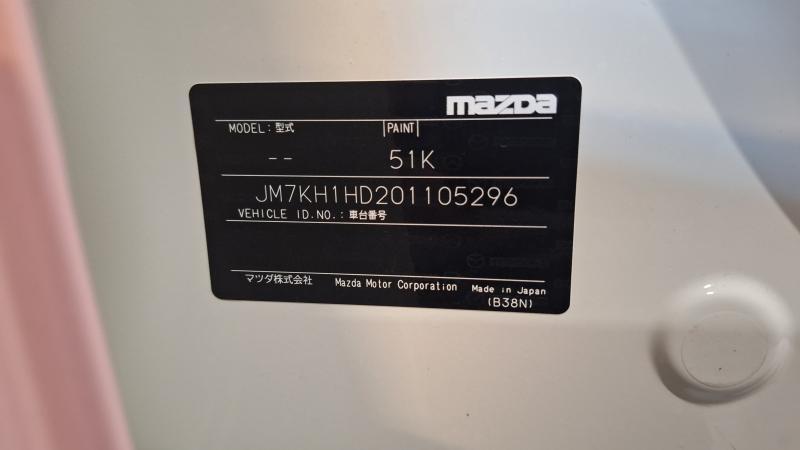 mazda
MODEL: 型式 PAINT
-- 51K
JM7KH1HD201105296
VEHICLE ID.NO.: 車台番号
マツダ株式会社 Mazda Motor Corporation Made in Japan
(B38N)